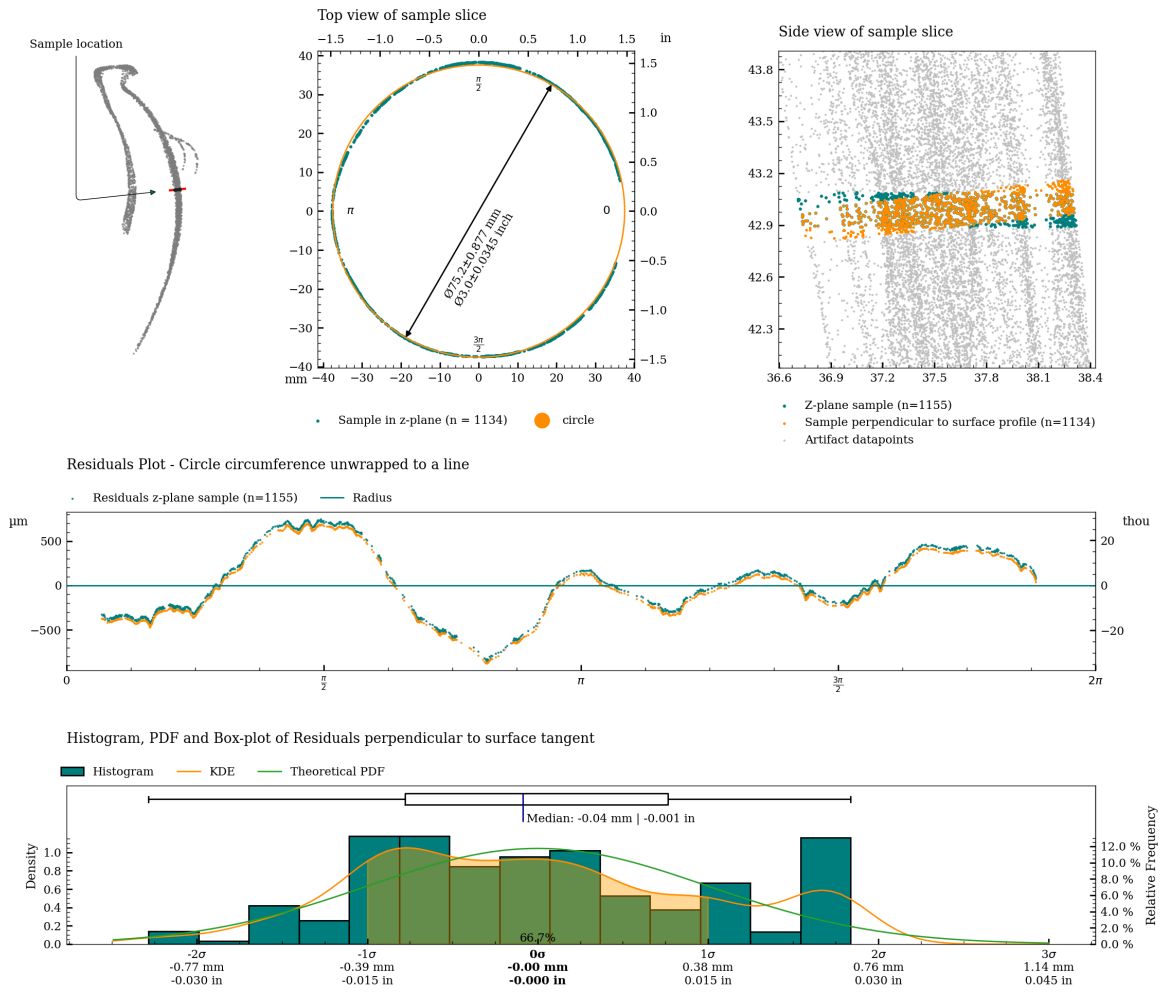 Sample location
Top view of sample slice
−1.5 −1.0 −0.5 0.0 0.5 1.0 1.5 in
40
30
20
10
0
−10
−20
−30
−40
1.5
1.0
0.5
0.0
−0.5
−1.0
−1.5
π/2
π
0
3π/2
Ø75.2±0.877 mm
Ø3.0±0.0345 inch
mm −40 −30 −20 −10 0 10 20 30 40
Sample in z-plane (n = 1134) circle
Side view of sample slice
43.8
43.5
43.2
42.9
42.6
42.3
36.6 36.9 37.2 37.5 37.8 38.1 38.4
Z-plane sample (n=1155)
Sample perpendicular to surface profile (n=1134)
Artifact datapoints
Residuals Plot - Circle circumference unwrapped to a line
Residuals z-plane sample (n=1155) Radius
µm thou
500 20
0 0
−500 −20
0 π/2 π 3π/2 2π
Histogram, PDF and Box-plot of Residuals perpendicular to surface tangent
Histogram KDE Theoretical PDF
Median: -0.04 mm | -0.001 in
Density
1.0
0.8
0.6
0.4
0.2
0.0
Relative Frequency
12.0 %
10.0 %
8.0 %
6.0 %
4.0 %
2.0 %
0.0 %
66.7%
-2σ -1σ 0σ 1σ 2σ 3σ
-0.77 mm -0.39 mm -0.00 mm 0.38 mm 0.76 mm 1.14 mm
-0.030 in -0.015 in -0.000 in 0.015 in 0.030 in 0.045 in